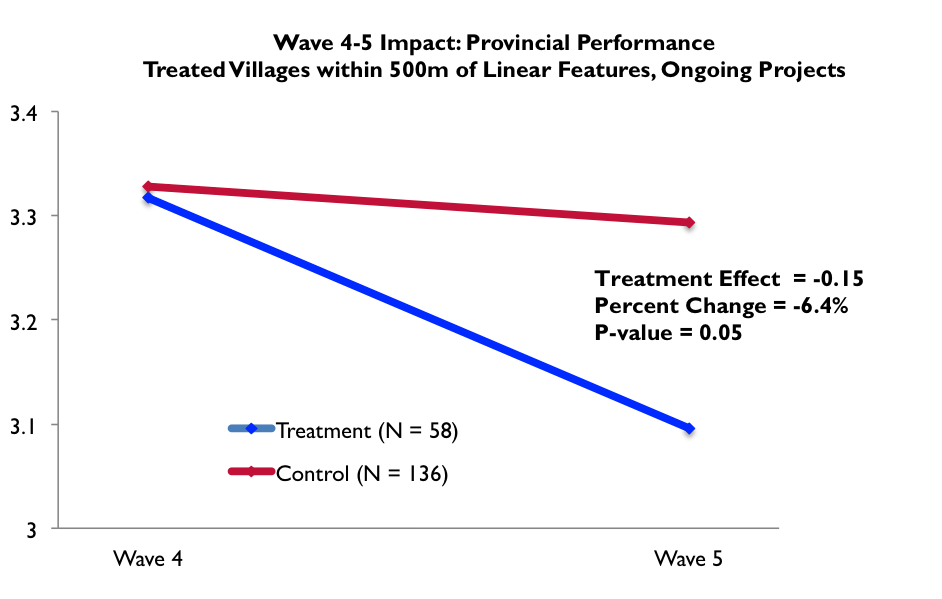 Wave 4-5 Impact: Provincial Performance
Treated Villages within 500m of Linear Features, Ongoing Projects
3.4
3.3
3.2
3.1
3
Treatment Effect  = -0.15
Percent Change = -6.4%
P-value = 0.05
Treatment (N = 58)
Control (N = 136)
Wave 4
Wave 5